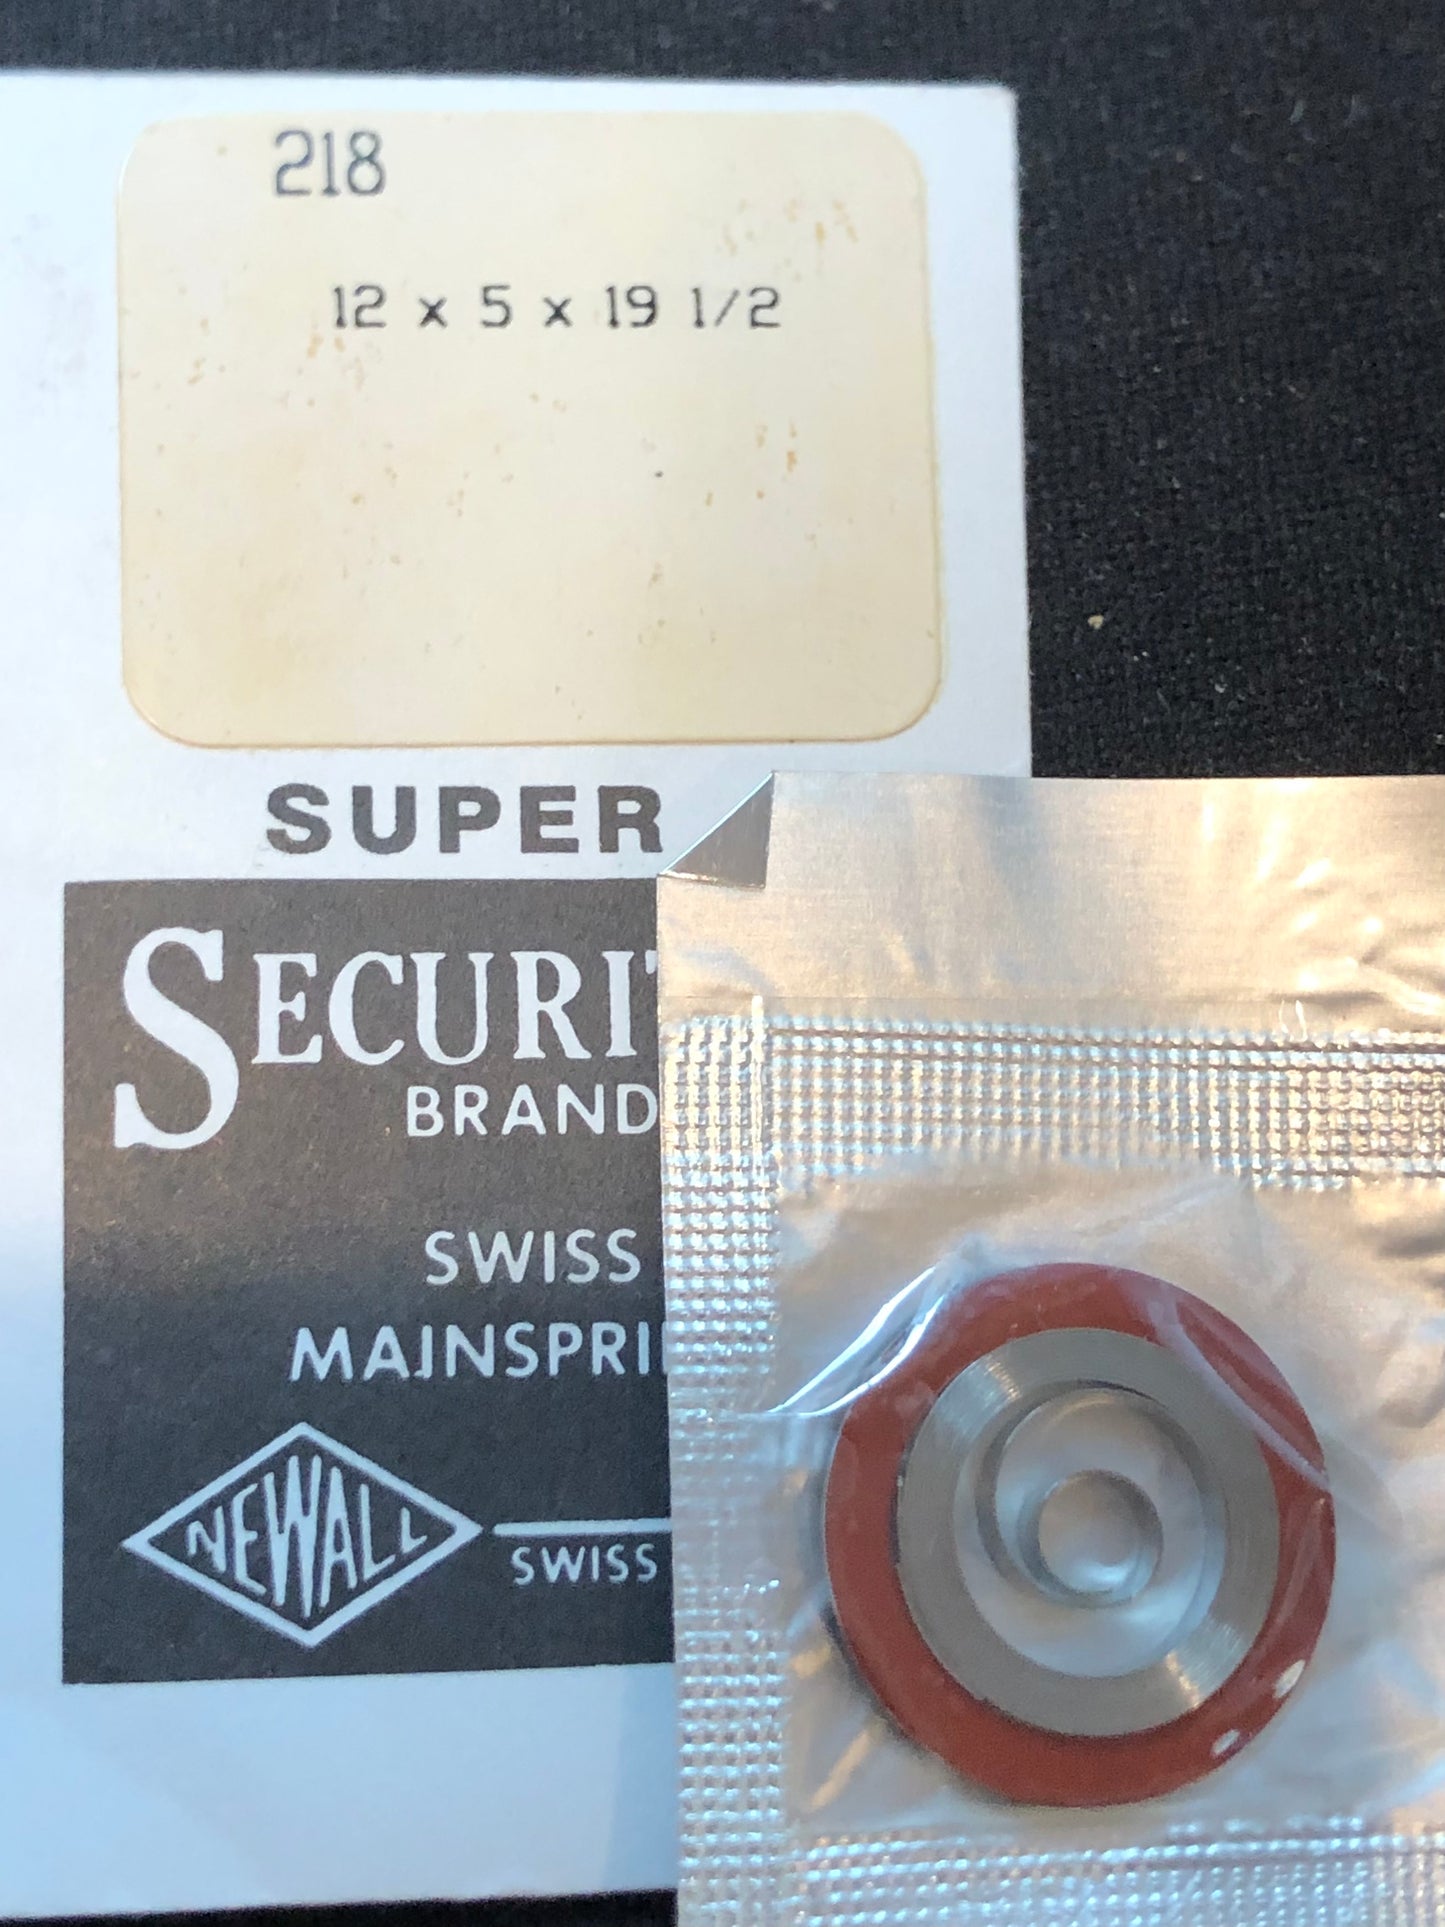 218
12 x 5 x 19 1/2
SUPER
SECURIT
BRAND
SWISS
MAINSPRI
NEWALL
SWISS